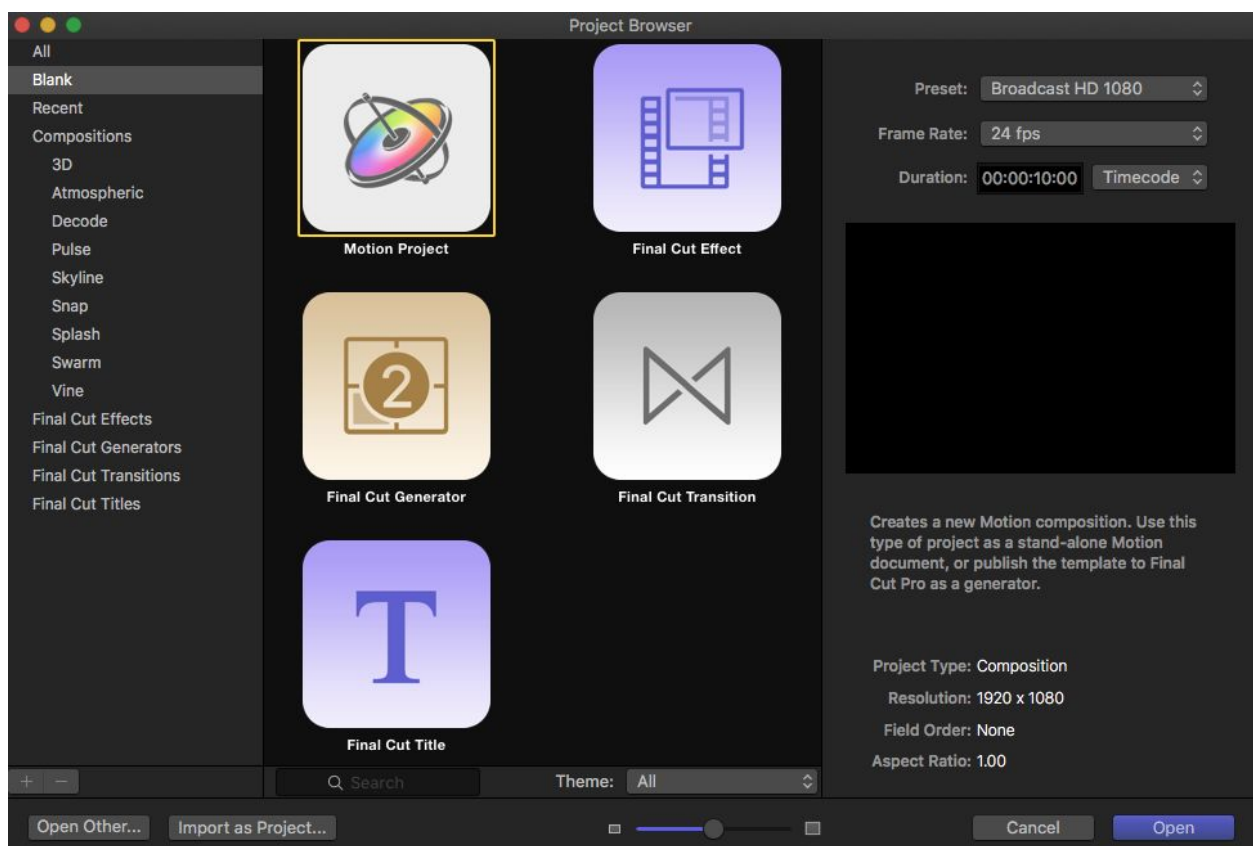 Project Browser
All
Blank
Recent
Compositions
3D
Atmospheric
Decode
Pulse
Skyline
Snap
Splash
Swarm
Vine
Final Cut Effects
Final Cut Generators
Final Cut Transitions
Final Cut Titles
Motion Project
Final Cut Effect
2
Final Cut Generator
Final Cut Transition
T
Final Cut Title
Search
Theme: All
Preset: Broadcast HD 1080
Frame Rate: 24 fps
Duration: 00:00:10:00 Timecode
Creates a new Motion composition. Use this
type of project as a stand-alone Motion
document, or publish the template to Final
Cut Pro as a generator.
Project Type: Composition
Resolution: 1920 x 1080
Field Order: None
Aspect Ratio: 1.00
Open Other... Import as Project...
Cancel Open